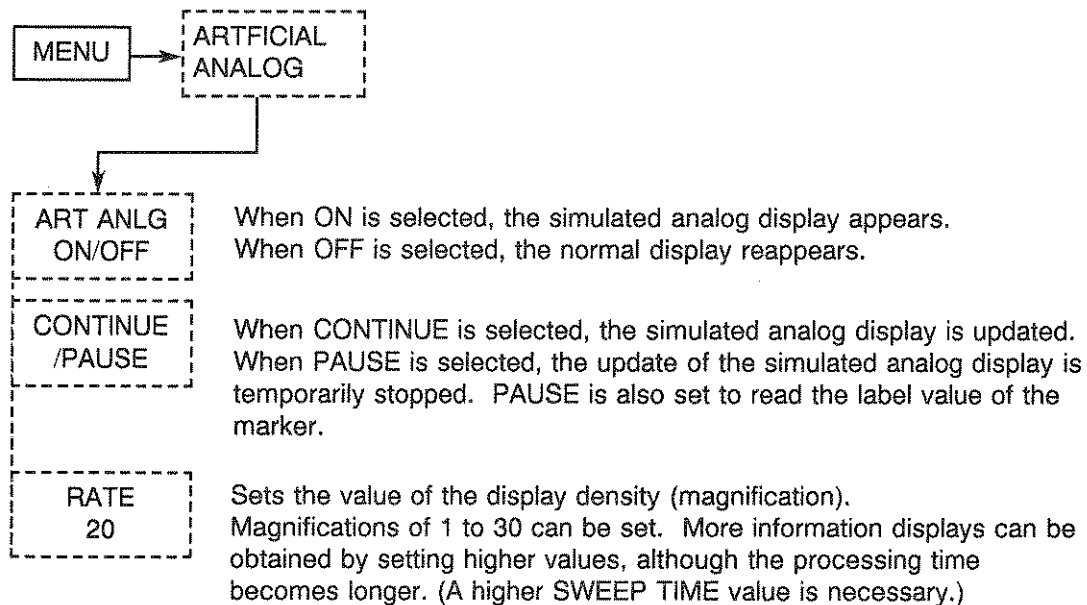 MENU
ARTFICIAL
ANALOG
ART ANLG
ON/OFF
When ON is selected, the simulated analog display appears.
When OFF is selected, the normal display reappears.
CONTINUE
/PAUSE
When CONTINUE is selected, the simulated analog display is updated.
When PAUSE is selected, the update of the simulated analog display is
temporarily stopped. PAUSE is also set to read the label value of the
marker.
RATE
20
Sets the value of the display density (magnification).
Magnifications of 1 to 30 can be set. More information displays can be
obtained by setting higher values, although the processing time
becomes longer. (A higher SWEEP TIME value is necessary.)